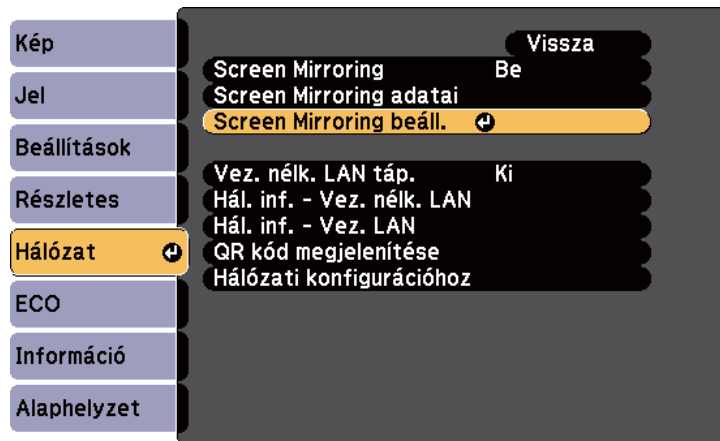 Kép
Jel
Beállítások
Részletes
Hálózat
ECO
Információ
Alaphelyzet
Vissza
Screen Mirroring Be
Screen Mirroring adatai
Screen Mirroring beáll.
Vez. nélk. LAN táp. Ki
Hál. inf. - Vez. nélk. LAN
Hál. inf. - Vez. LAN
QR kód megjelenítése
Hálózati konfigurációhoz